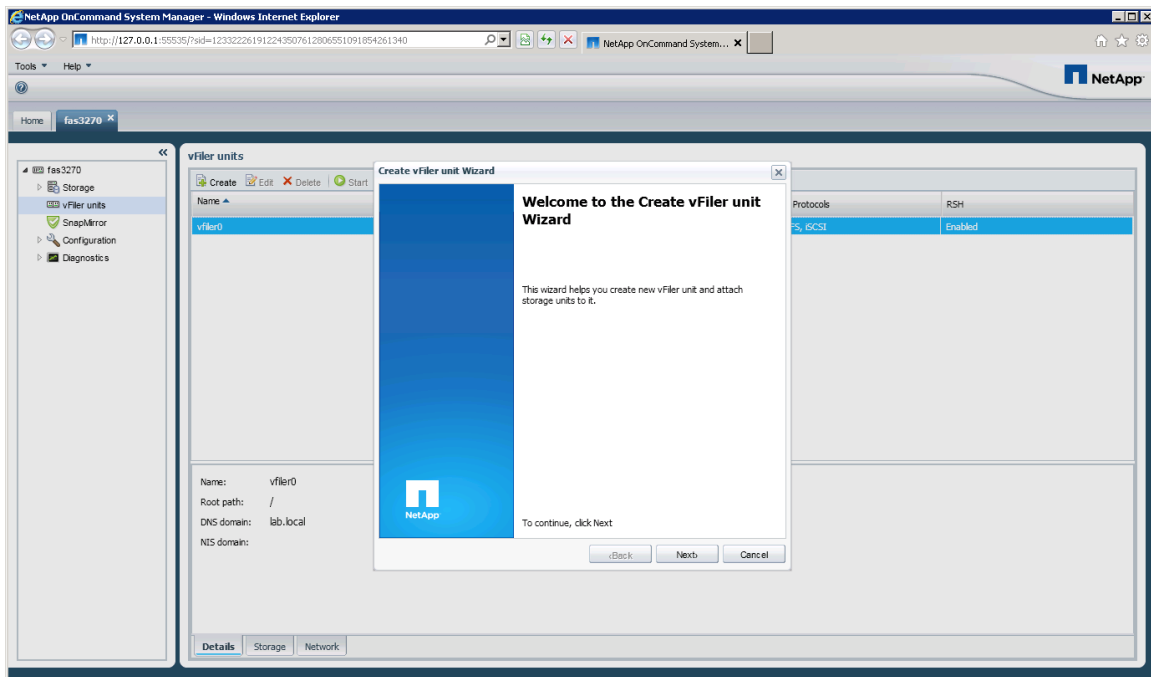 NetApp OnCommand System Manager - Windows Internet Explorer
http://127.0.0.1:55535/?sid=12332226191224350761280655109185426​1340
NetApp OnCommand System...
Tools Help
NetApp
Home fas3270
fas3270
Storage
vFiler units
SnapMirror
Configuration
Diagnostics
vFiler units
Create Edit Delete Start
Name Protocols RSH
vfiler0 FS, iSCSI Enabled
Create vFiler unit Wizard
Welcome to the Create vFiler unit
Wizard
This wizard helps you create new vFiler unit and attach
storage units to it.
NetApp
To continue, click Next
‹Back Next› Cancel
Name: vfiler0
Root path: /
DNS domain: lab.local
NIS domain:
Details Storage Network